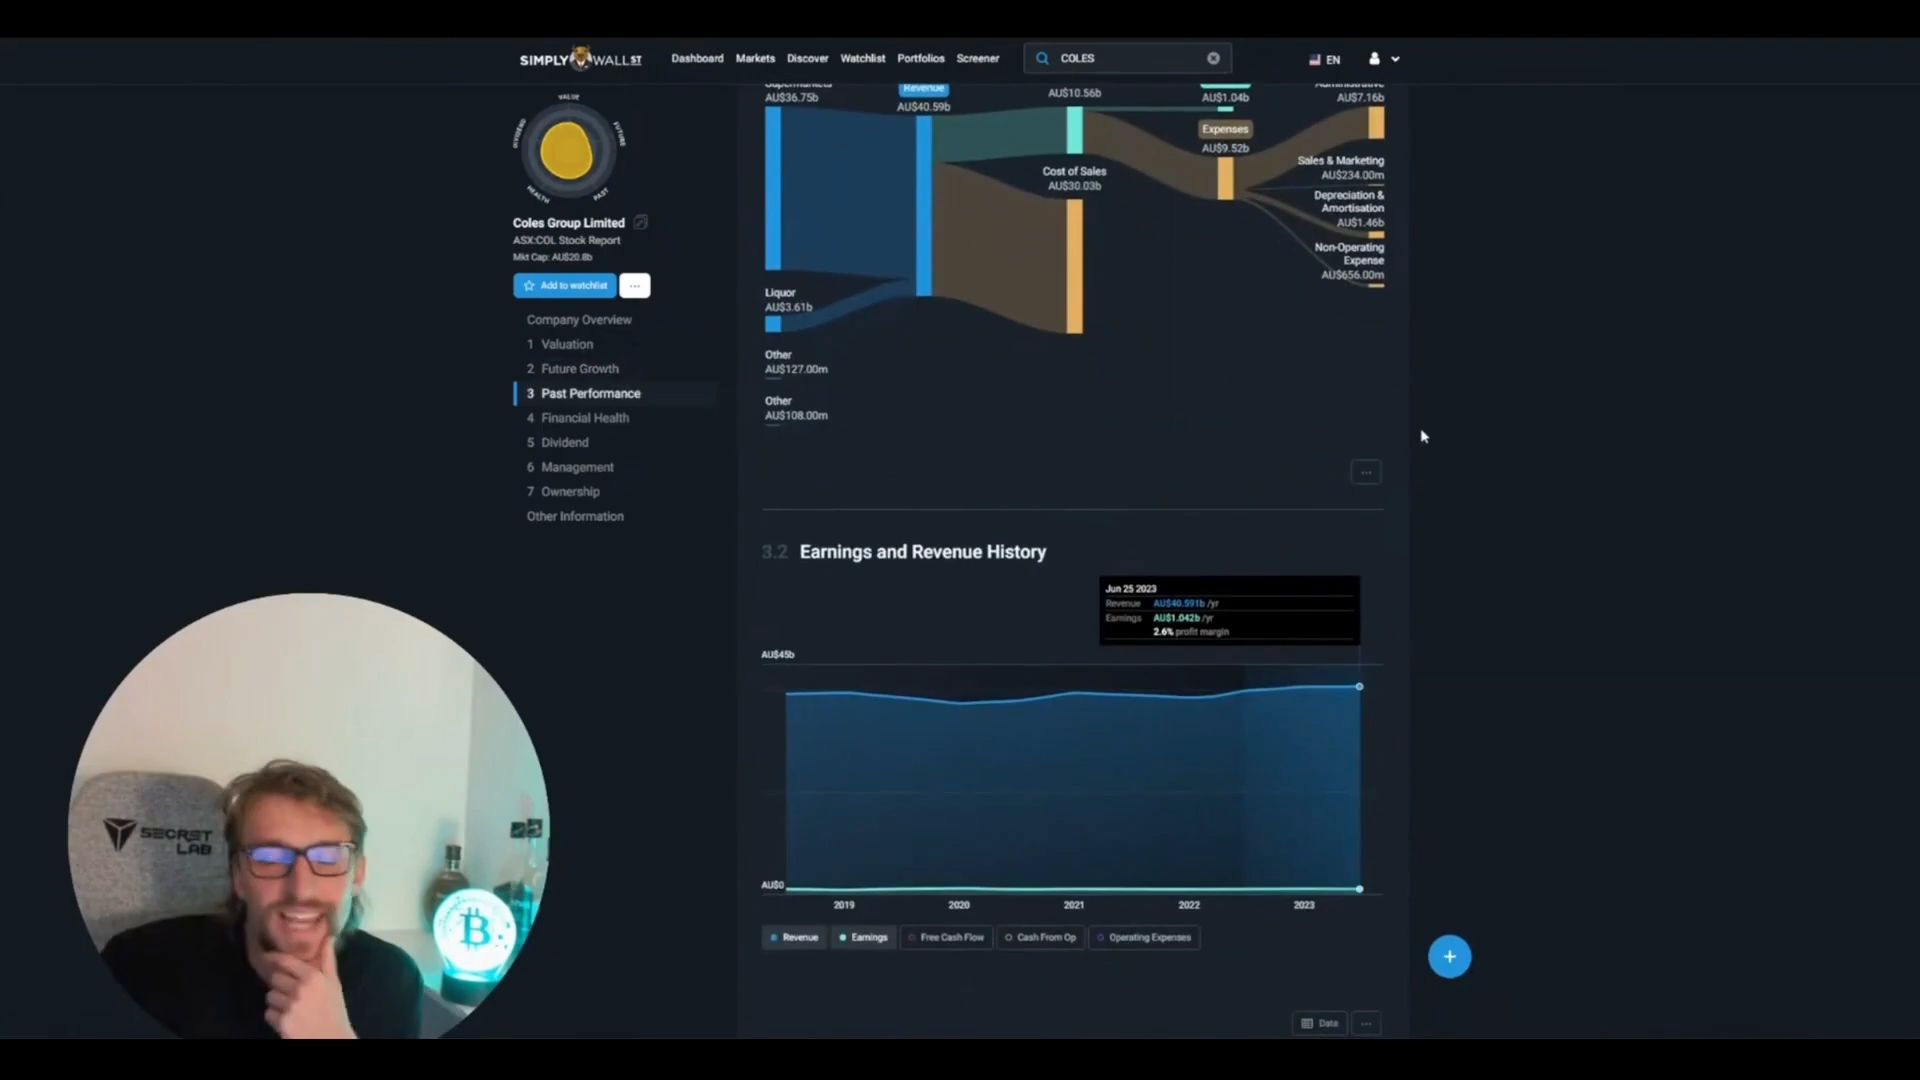 SIMPLY WALL ST
Dashboard Markets Discover Watchlist Portfolios Screener
COLES
EN
VALUE
FUTURE
PAST
HEALTH
DIVIDEND
Coles Group Limited
ASX:COL Stock Report
Mkt Cap: AU$20.8b
Add to watchlist
...
Company Overview
1 Valuation
2 Future Growth
3 Past Performance
4 Financial Health
5 Dividend
6 Management
7 Ownership
Other Information
Supermarkets
AU$36.75b
Revenue
AU$40.59b
AU$10.56b
AU$1.04b
Administrative
AU$7.16b
Expenses
AU$9.52b
Cost of Sales
AU$30.03b
Sales & Marketing
AU$234.00m
Depreciation &
Amortisation
AU$1.46b
Non-Operating
Expense
AU$656.00m
Liquor
AU$3.61b
Other
AU$127.00m
Other
AU$108.00m
...
3.2 Earnings and Revenue History
Jun 25 2023
Revenue AU$40.591b /yr
Earnings AU$1.042b /yr
2.6% profit margin
AU$45b
AU$0
2019 2020 2021 2022 2023
Revenue Earnings Free Cash Flow Cash From Op Operating Expenses
+
Data ...
SECRET
LAB
B